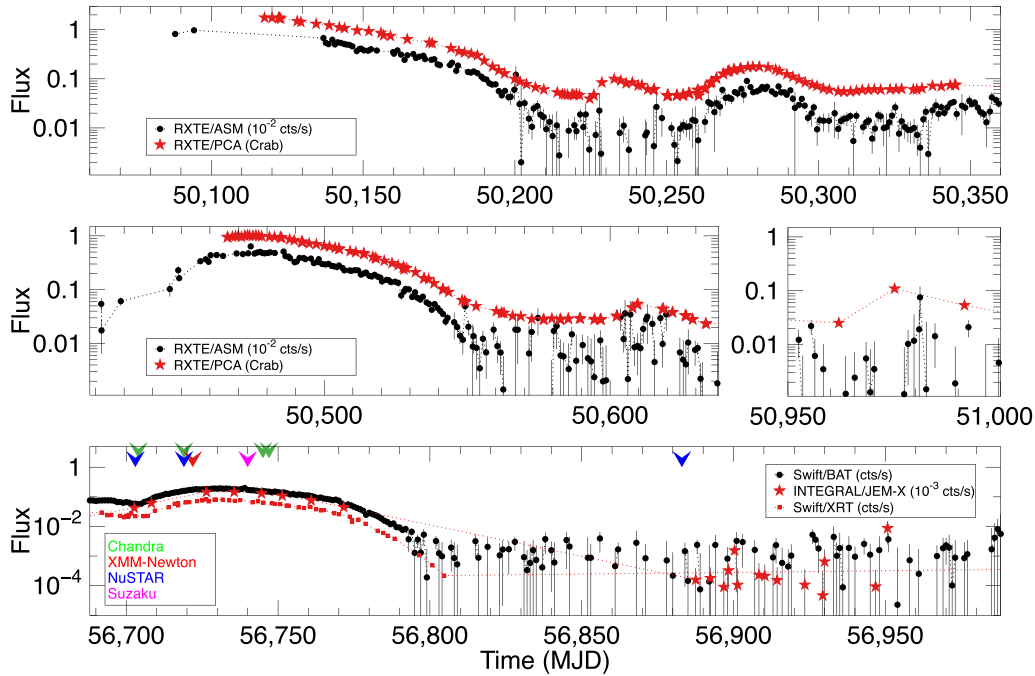 Flux
1
0.1
0.01
RXTE/ASM (10^-2 cts/s)
RXTE/PCA (Crab)
50,100 50,150 50,200 50,250 50,300 50,350
Flux
1
0.1
0.01
RXTE/ASM (10^-2 cts/s)
RXTE/PCA (Crab)
50,500 50,600
1
0.1
0.01
50,950 51,000
Flux
1
10^-2
10^-4
Chandra
XMM-Newton
NuSTAR
Suzaku
Swift/BAT (cts/s)
INTEGRAL/JEM-X (10^-3 cts/s)
Swift/XRT (cts/s)
56,700 56,750 56,800 56,850 56,900 56,950
Time (MJD)